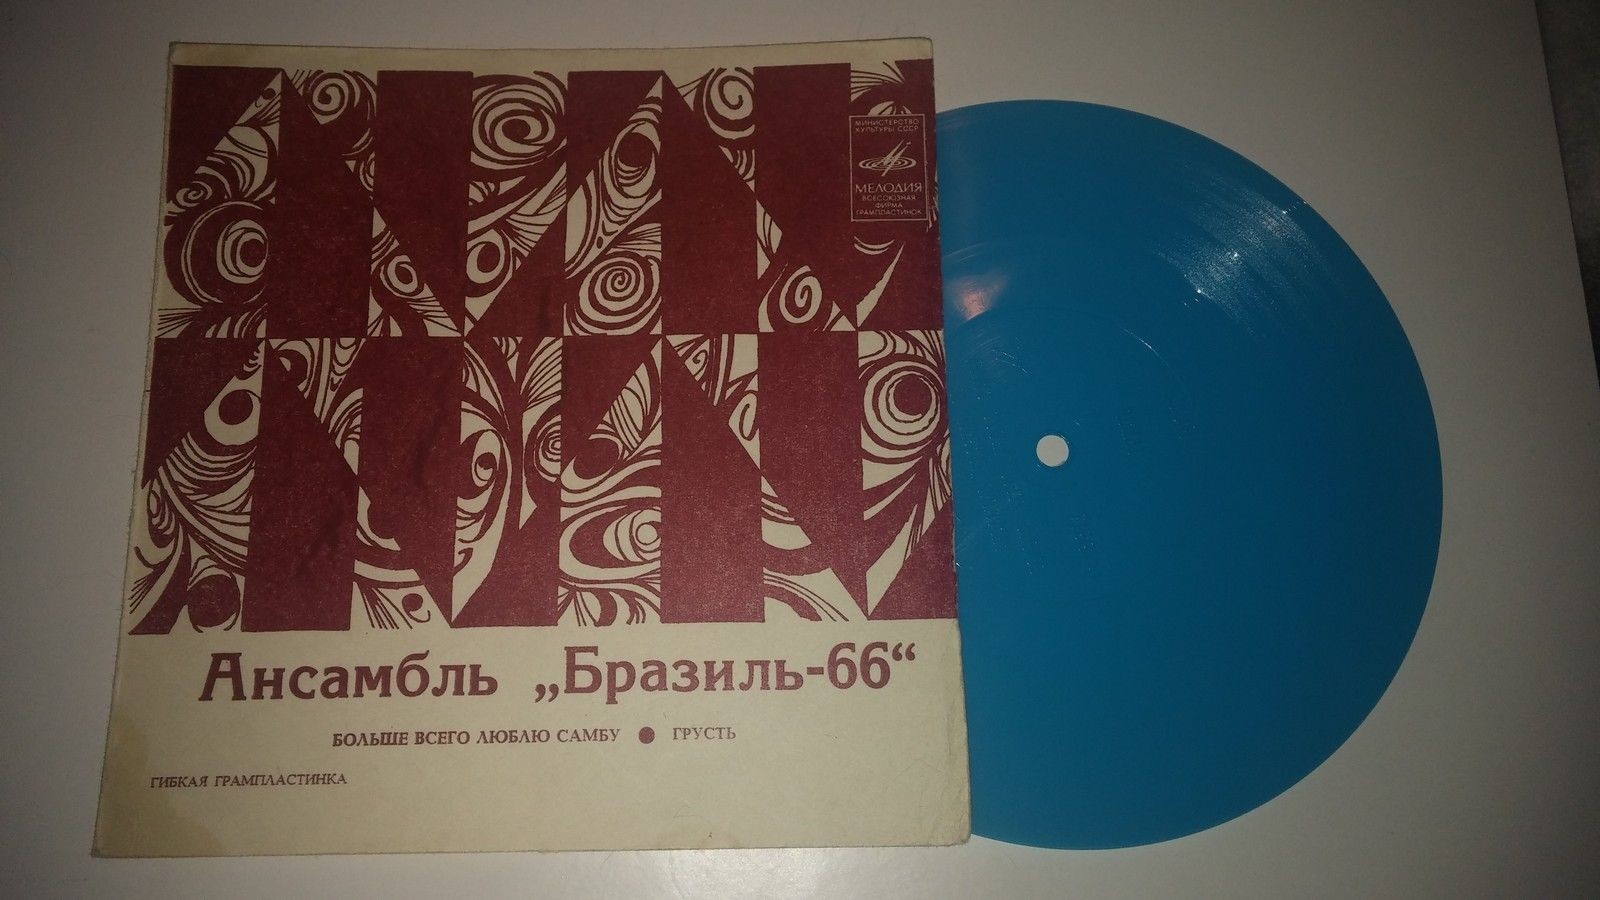 МИНИСТЕРСТВО
КУЛЬТУРЫ СССР
МЕЛОДИЯ
ВСЕСОЮЗНАЯ
ФИРМА
ГРАМПЛАСТИНОК
Ансамбль „Бразиль-66“
БОЛЬШЕ ВСЕГО ЛЮБЛЮ САМБУ ● ГРУСТЬ
ГИБКАЯ ГРАМПЛАСТИНКА